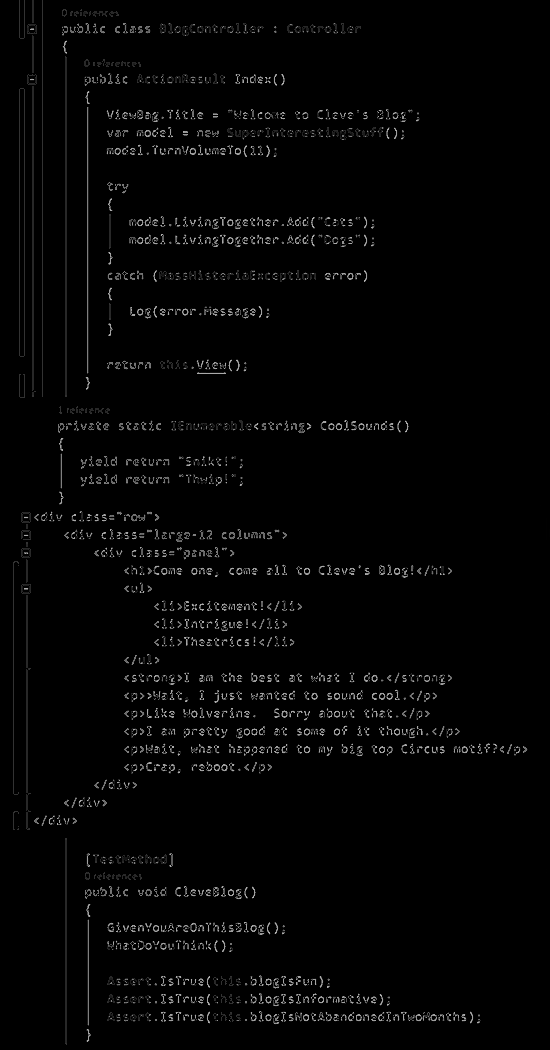 0 references
public class BlogController : Controller
{
0 references
public ActionResult Index()
{
ViewBag.Title = "Welcome to Cleve's Blog";
var model = new SuperInterestingStuff();
model.TurnVolumeTo(11);
try
{
model.LivingTogether.Add("Cats");
model.LivingTogether.Add("Dogs");
}
catch (MassHisteriaException error)
{
Log(error.Message);
}
return this.View();
}
1 reference
private static IEnumerable<string> CoolSounds()
{
yield return "Snikt!";
yield return "Thwip!";
}
<div class="row">
<div class="large-12 columns">
<div class="panel">
<h1>Come one, come all to Cleve's Blog!</h1>
<ul>
<li>Excitement!</li>
<li>Intrigue!</li>
<li>Theatrics!</li>
</ul>
<strong>I am the best at what I do.</strong>
<p>>Wait, I just wanted to sound cool.</p>
<p>Like Wolverine.  Sorry about that.</p>
<p>I am pretty good at some of it though.</p>
<p>Wait, what happened to my big top Circus motif?</p>
<p>Crap, reboot.</p>
</div>
</div>
</div>
[TestMethod]
0 references
public void CleveBlog()
{
GivenYouAreOnThisBlog();
WhatDoYouThink();
Assert.IsTrue(this.blogIsFun);
Assert.IsTrue(this.blogIsInformative);
Assert.IsTrue(this.blogIsNotAbandonedInTwoMonths);
}